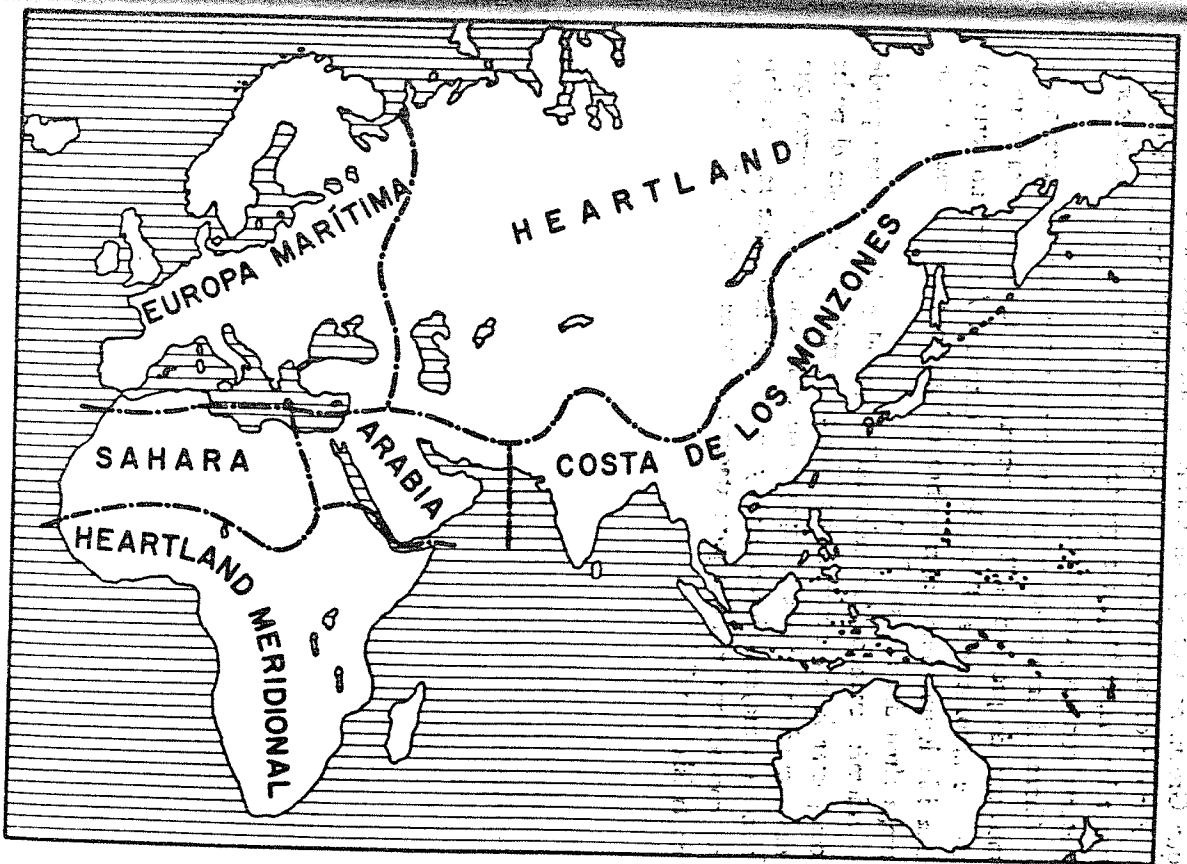 HEARTLAND
EUROPA MARÍTIMA
COSTA DE LOS MONZONES
SAHARA
ARABIA
HEARTLAND MERIDIONAL